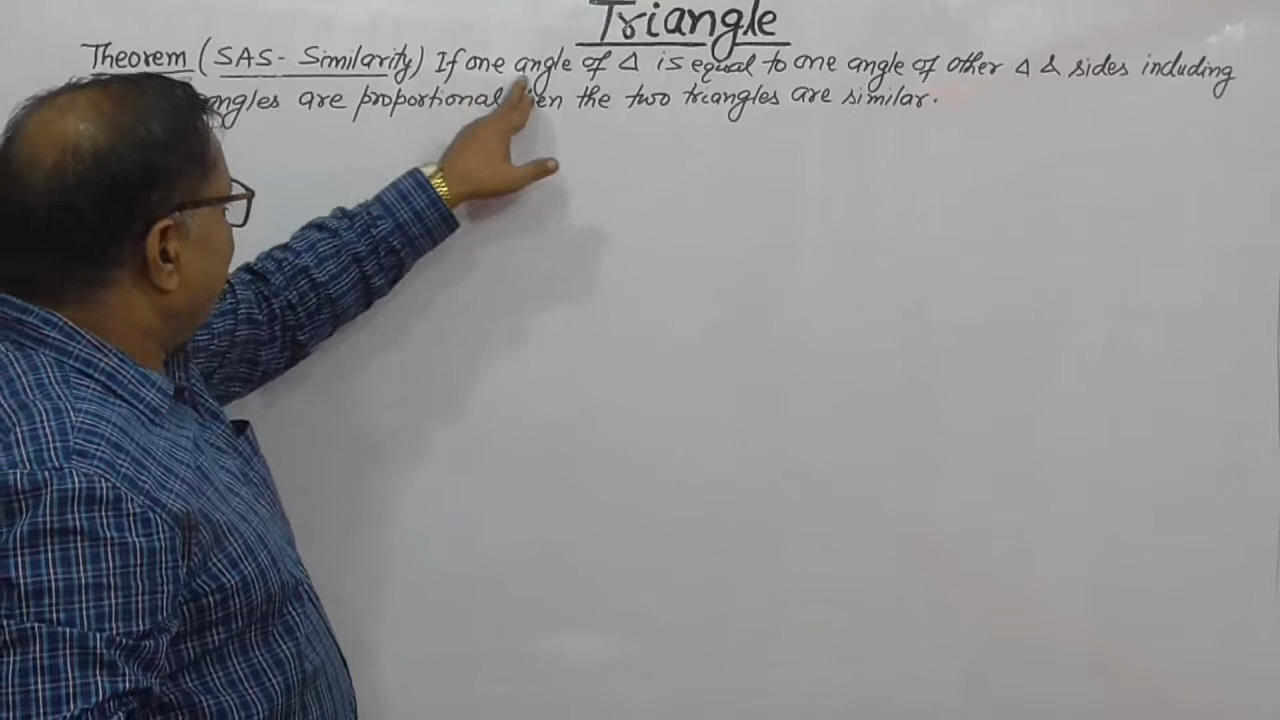 Triangle
Theorem (SAS - Similarity) If one angle of Δ is equal to one angle of other Δ & sides including
angles are proportional then the two triangles are similar.